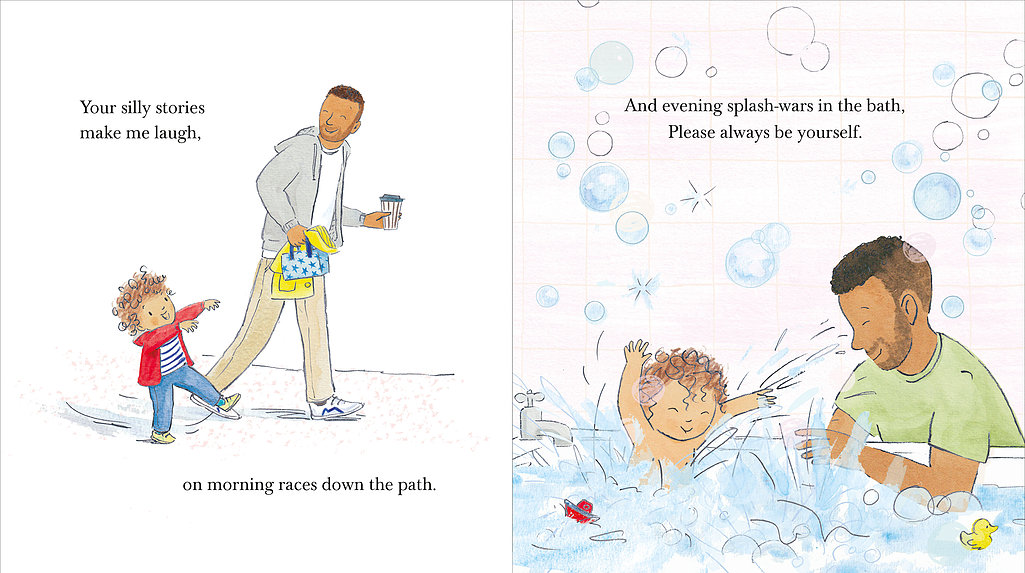 Your silly stories
make me laugh,
on morning races down the path.
And evening splash-wars in the bath,
Please always be yourself.